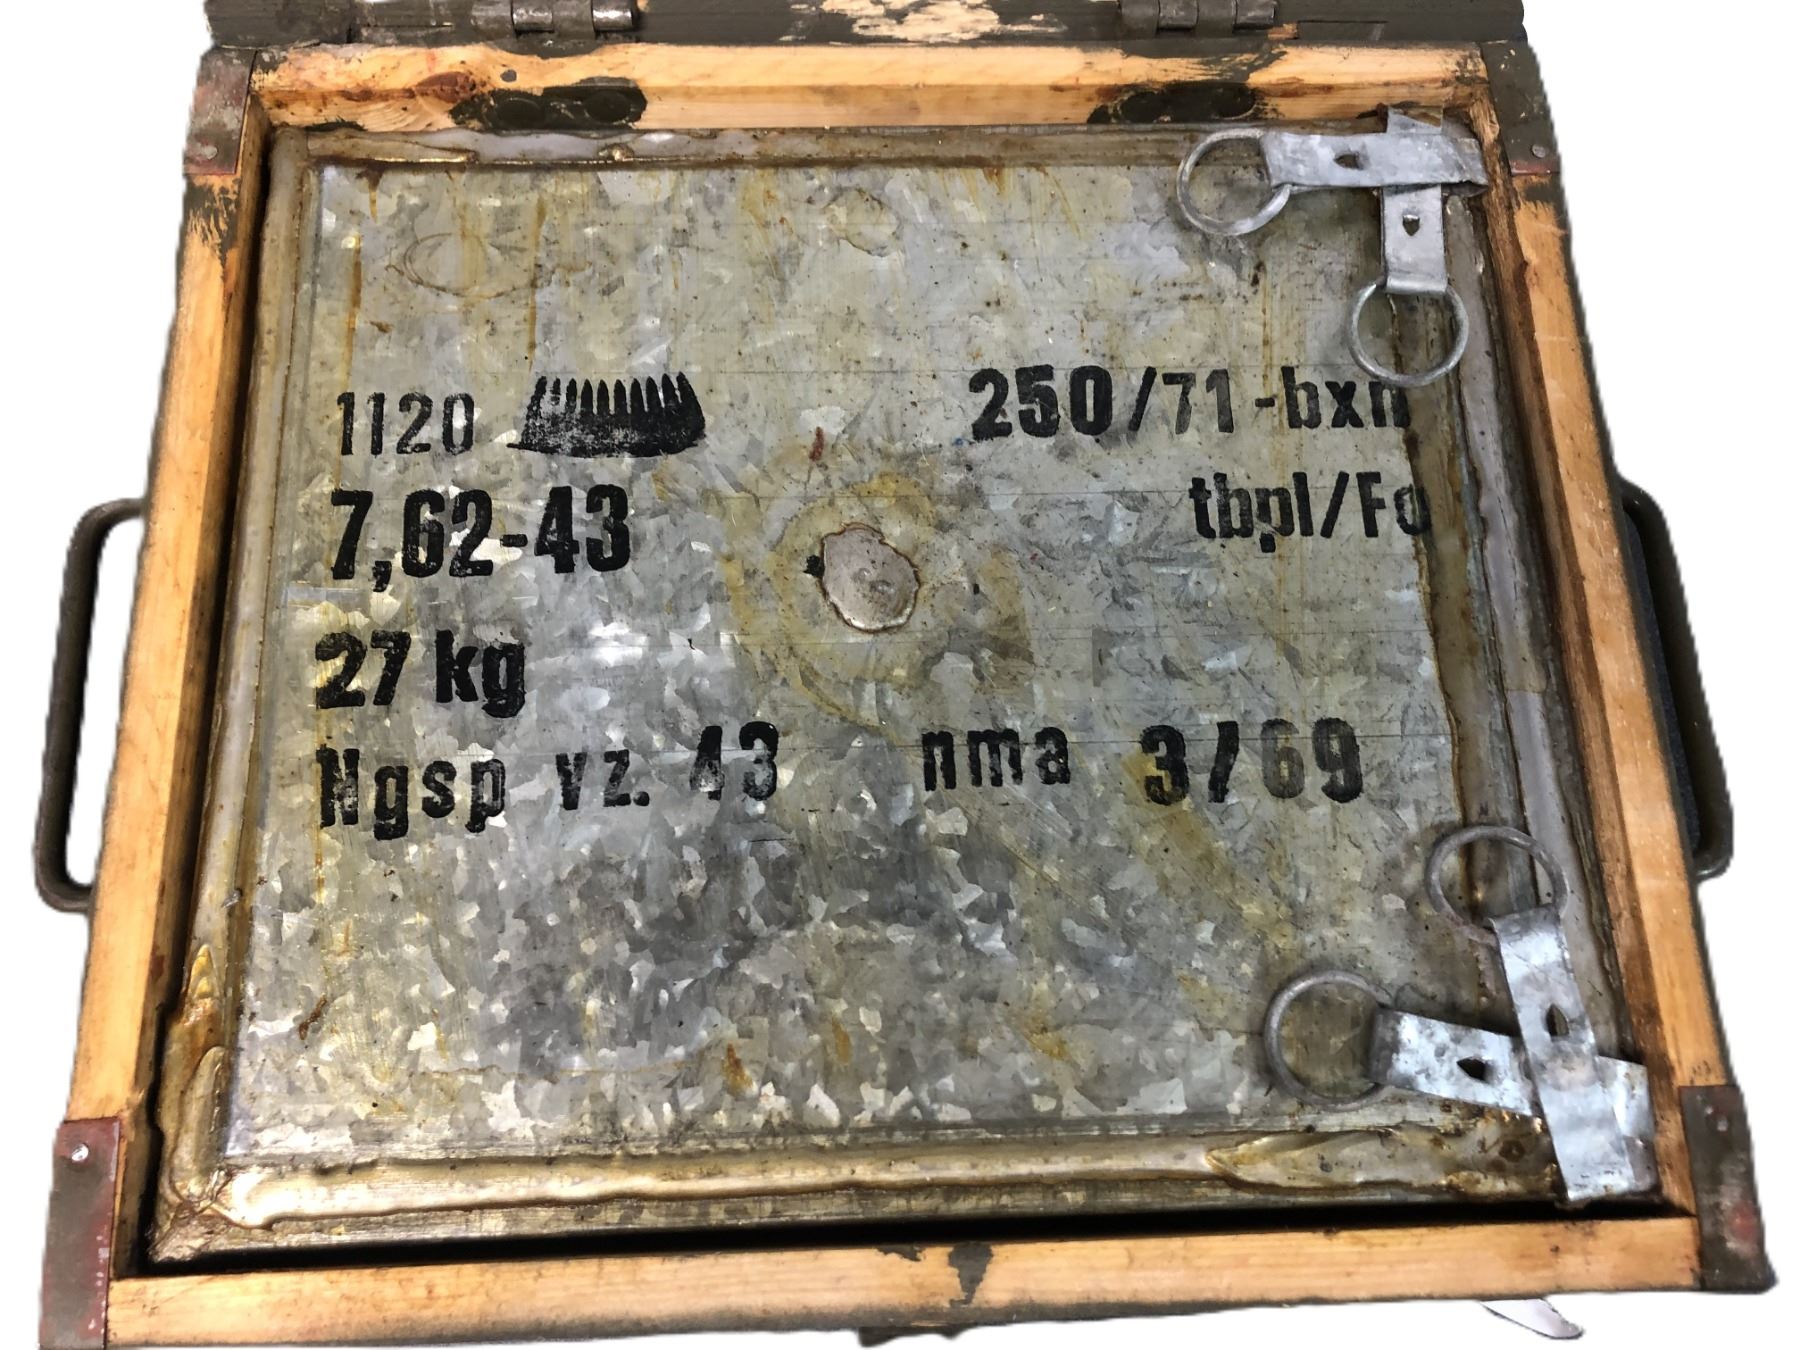 1120 250/71-bxn
7,62-43 tbpl/Fo
27 kg
Ngsp vz. 43 nma 3/69